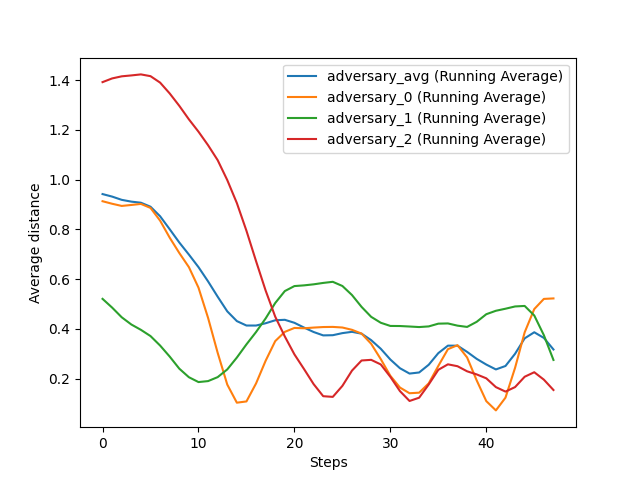 adversary_avg (Running Average)
adversary_0 (Running Average)
adversary_1 (Running Average)
adversary_2 (Running Average)
1.4
1.2
1.0
0.8
0.6
0.4
0.2
Average distance
0 10 20 30 40
Steps